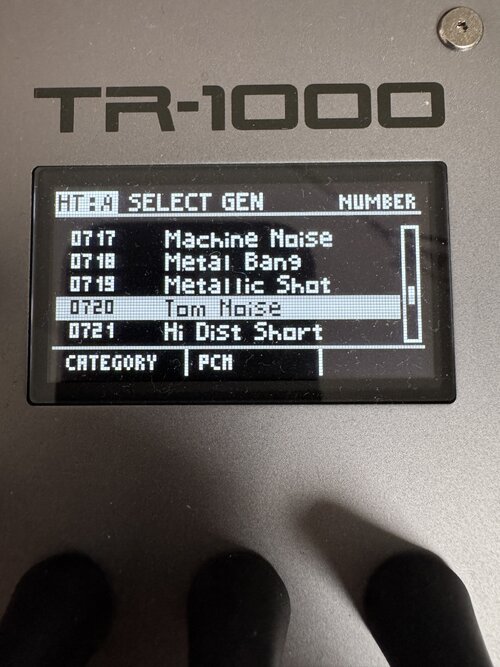 TR-1000
HT:A SELECT GEN NUMBER
0717 Machine Noise
0718 Metal Bang
0719 Metallic Shot
0720 Tom Noise
0721 Hi Dist Short
CATEGORY PCM